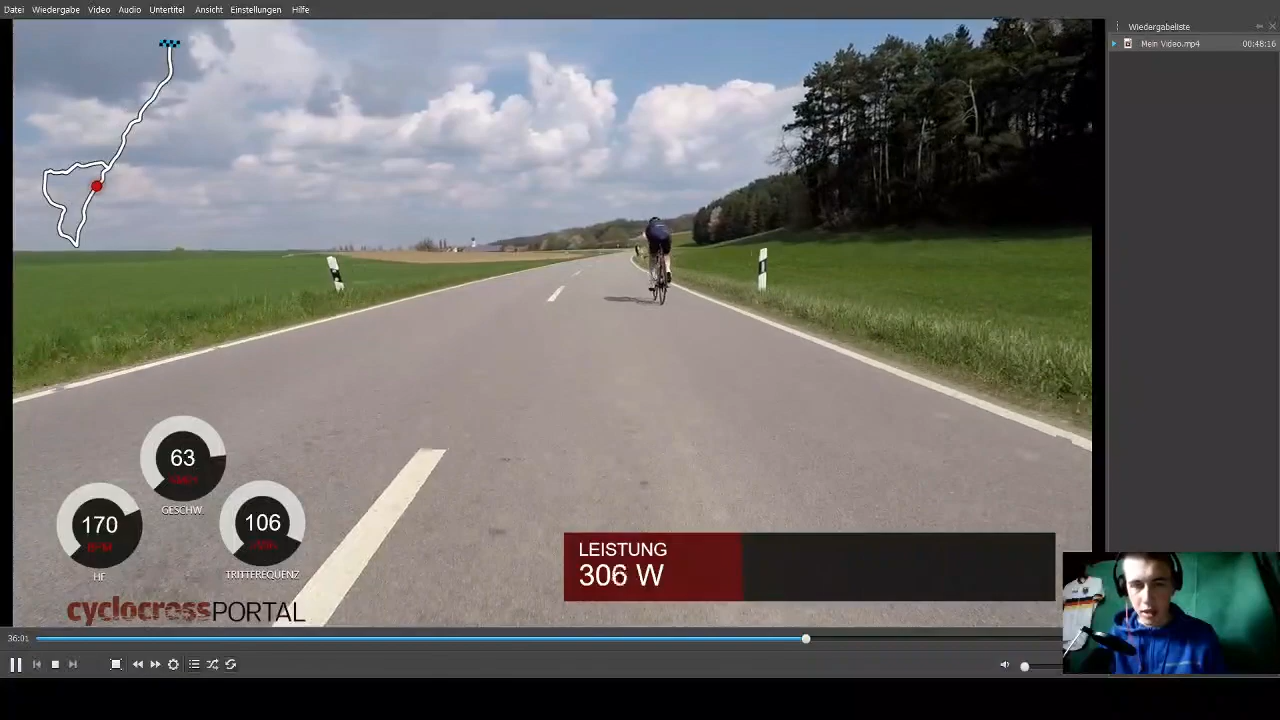 Datei Wiedergabe Video Audio Untertitel Ansicht Einstellungen Hilfe
Wiedergabeliste
Mein Video.mp4 00:48:16
63
GESCHW.
170
BPM
HF
106
TRITTFREQUENZ
LEISTUNG
306 W
cyclocrossPORTAL
36:01